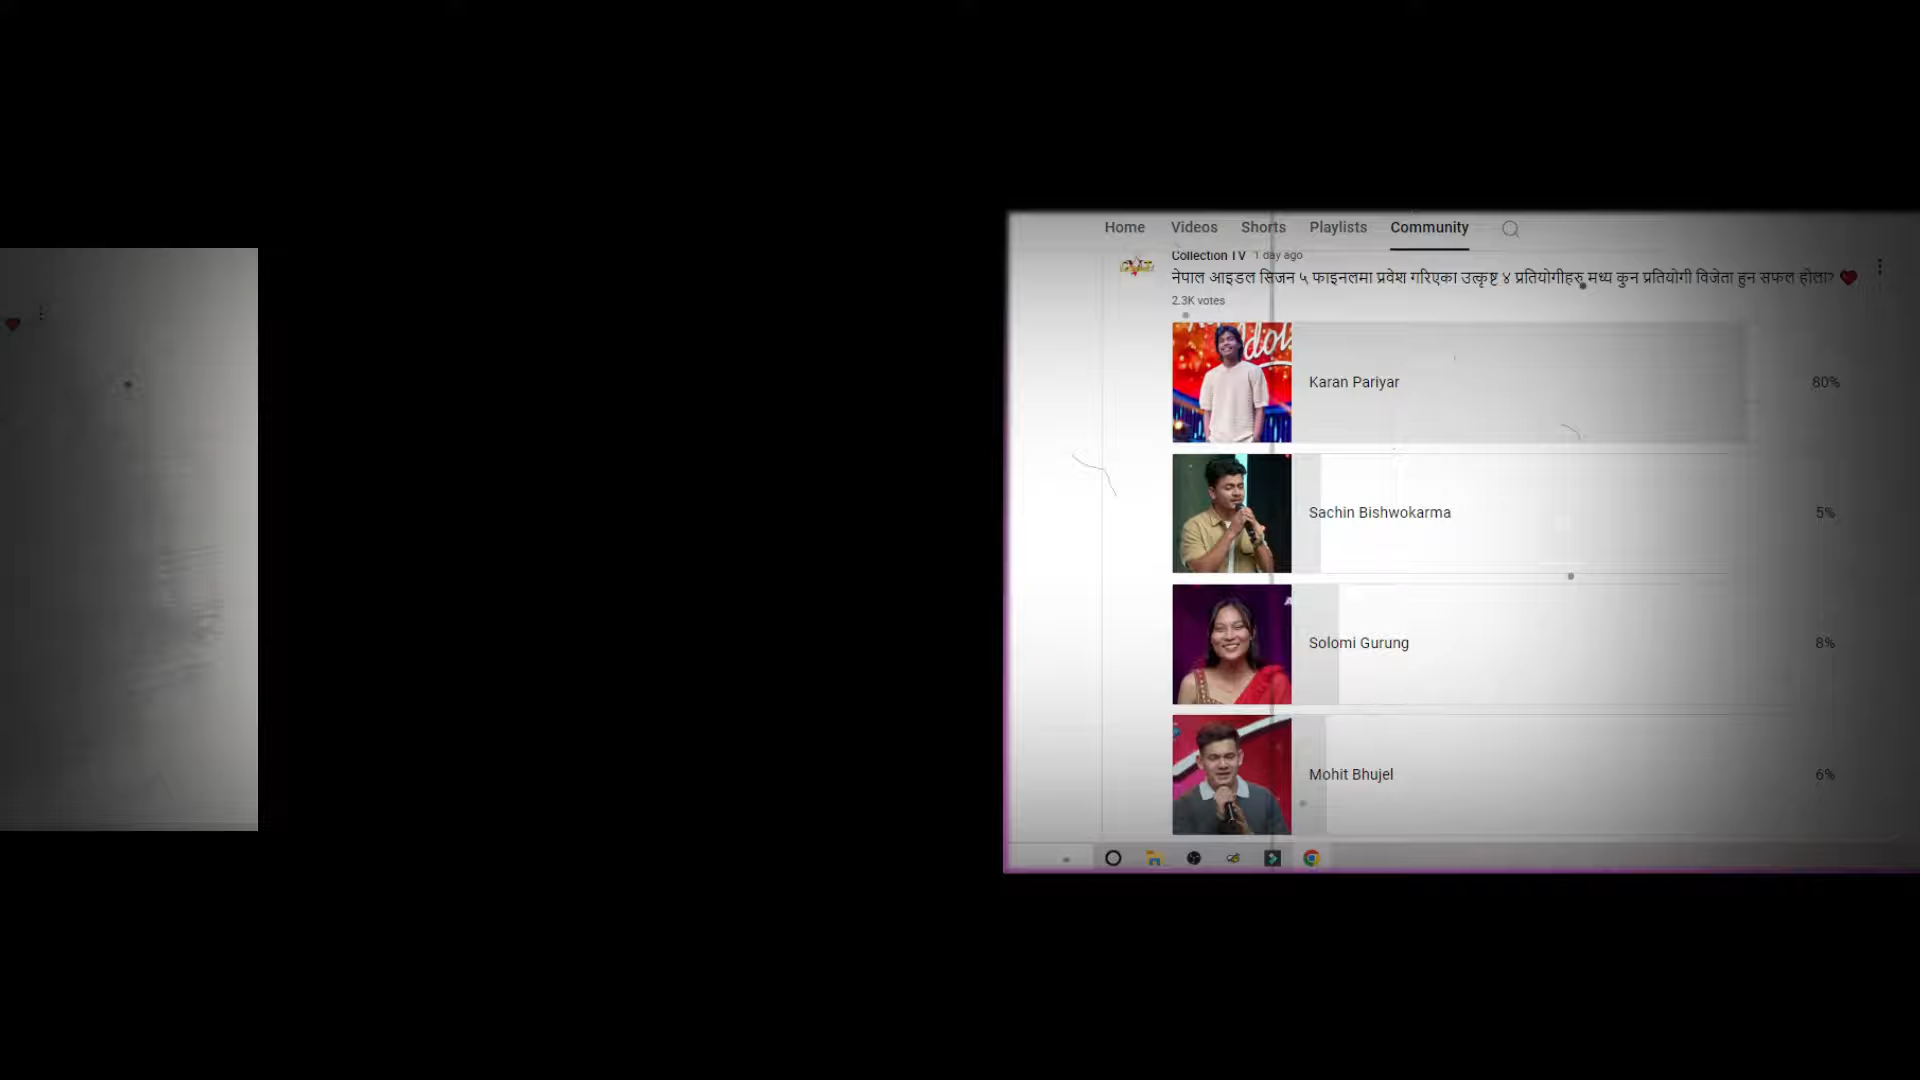 Home Videos Shorts Playlists Community
Collection TV 1 day ago
नेपाल आइडल सिजन ५ फाइनलमा प्रवेश गरिएका उत्कृष्ट ४ प्रतियोगीहरु मध्य कुन प्रतियोगी विजेता हुन सफल होला? ❤️
2.3K votes
Karan Pariyar 80%
Sachin Bishwokarma 5%
Solomi Gurung 8%
Mohit Bhujel 6%